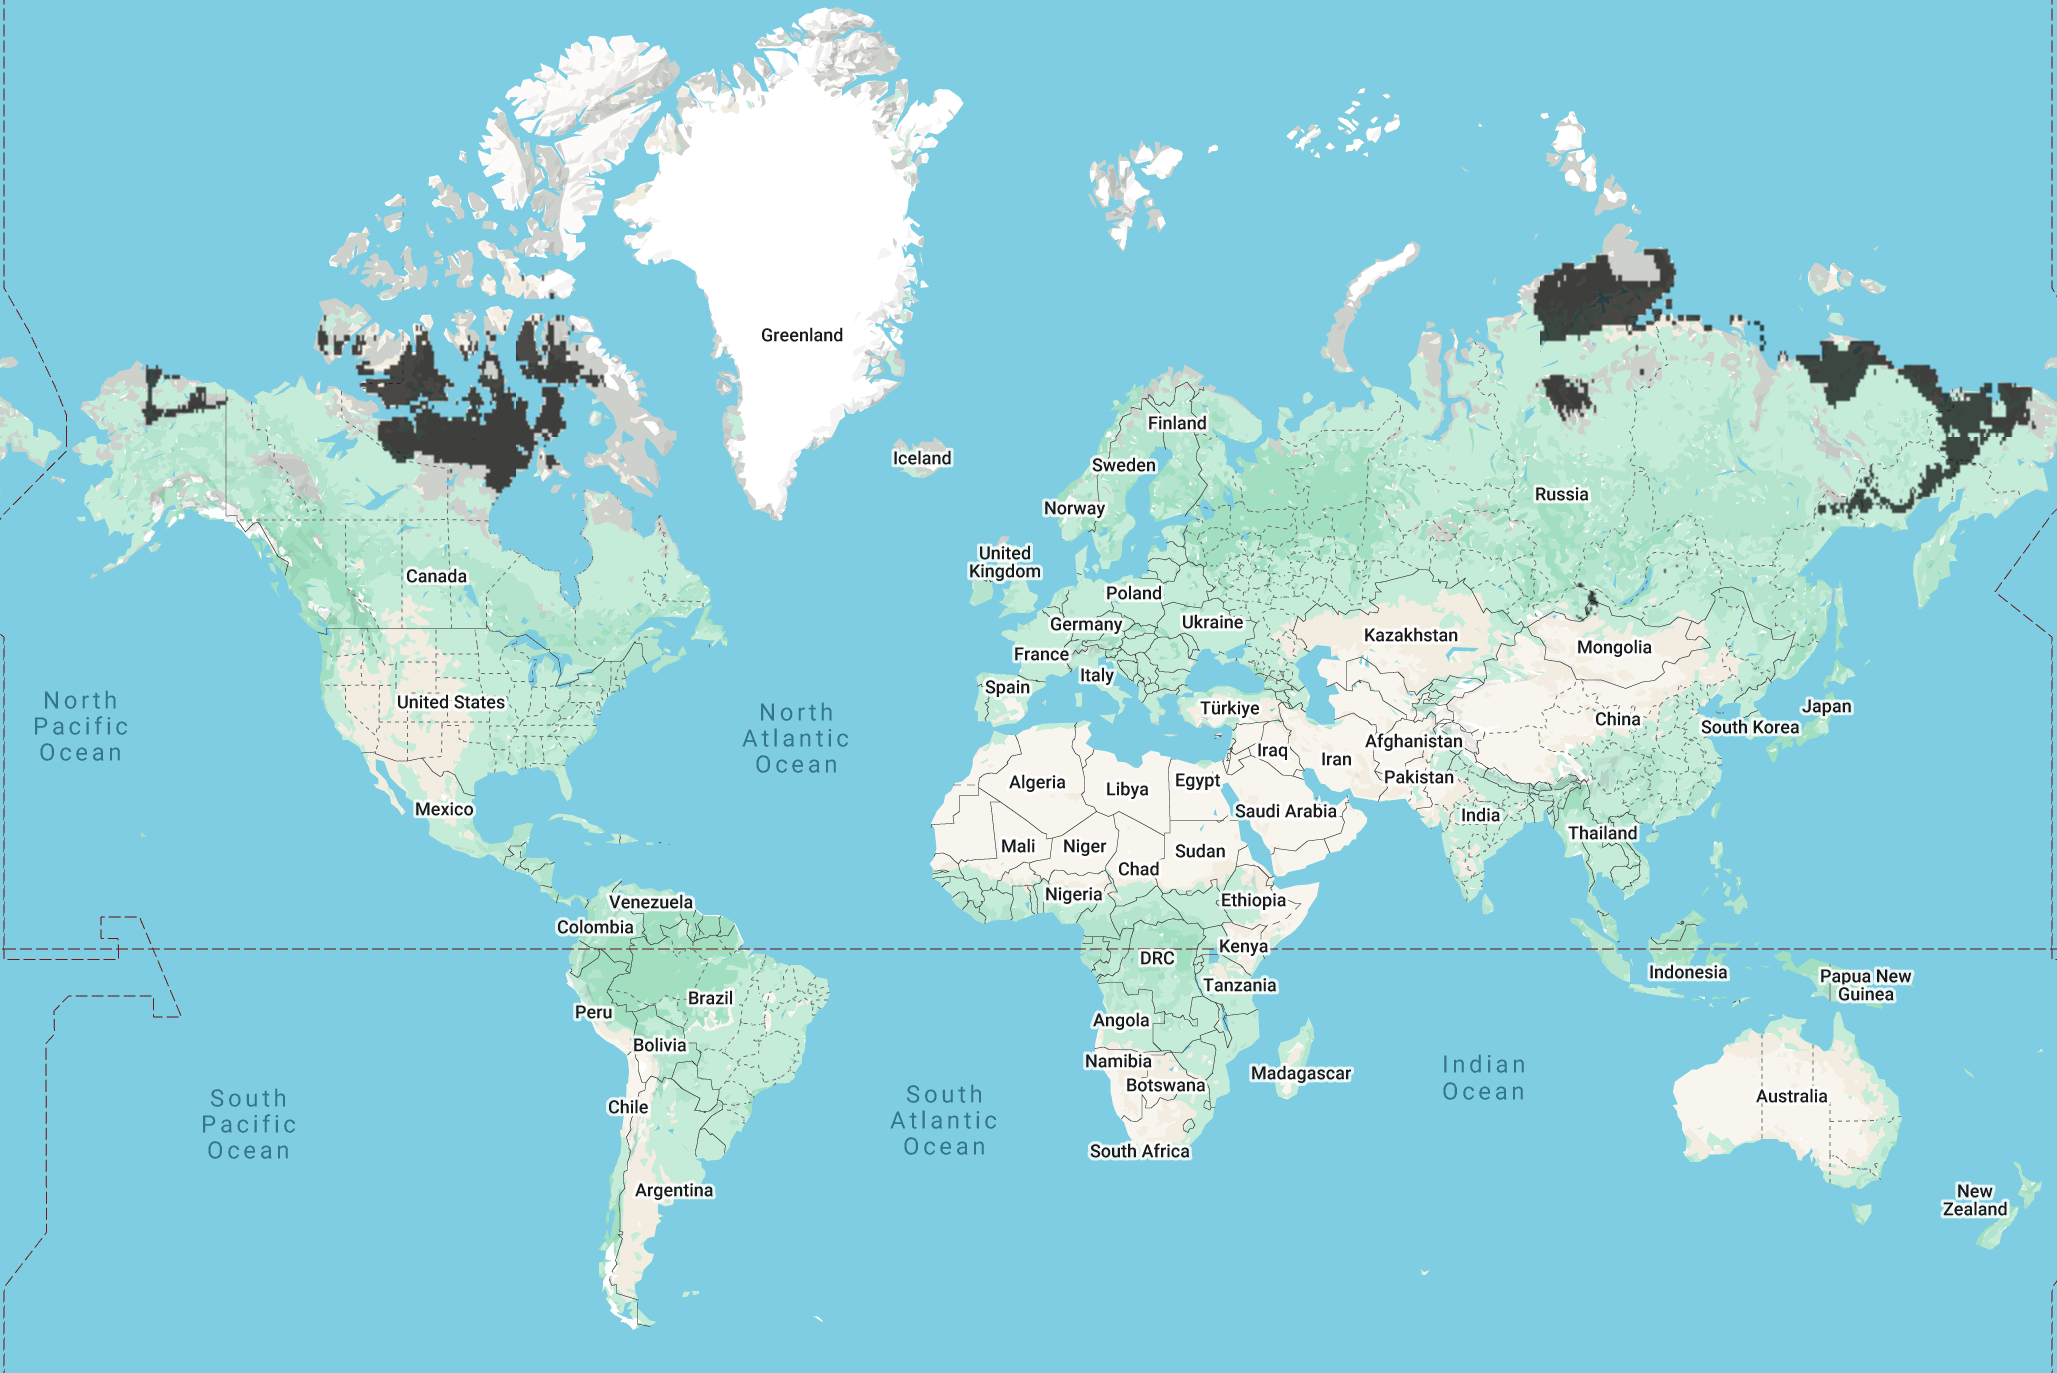 Greenland
Finland
Iceland
Sweden
Russia
Norway
United
Kingdom
Canada
Poland
Germany
Ukraine
Kazakhstan
Mongolia
France
Italy
Spain
North
Pacific
Ocean
United States
North
Atlantic
Ocean
Türkiye
China
Japan
South Korea
Iraq
Iran
Afghanistan
Pakistan
Algeria
Libya
Egypt
Saudi Arabia
India
Mexico
Thailand
Mali
Niger
Chad
Sudan
Nigeria
Ethiopia
Venezuela
Colombia
Kenya
DRC
Tanzania
Indonesia
Papua New
Guinea
Brazil
Peru
Angola
Bolivia
Namibia
Botswana
Madagascar
Indian
Ocean
Australia
South
Pacific
Ocean
Chile
South
Atlantic
Ocean
South Africa
Argentina
New
Zealand